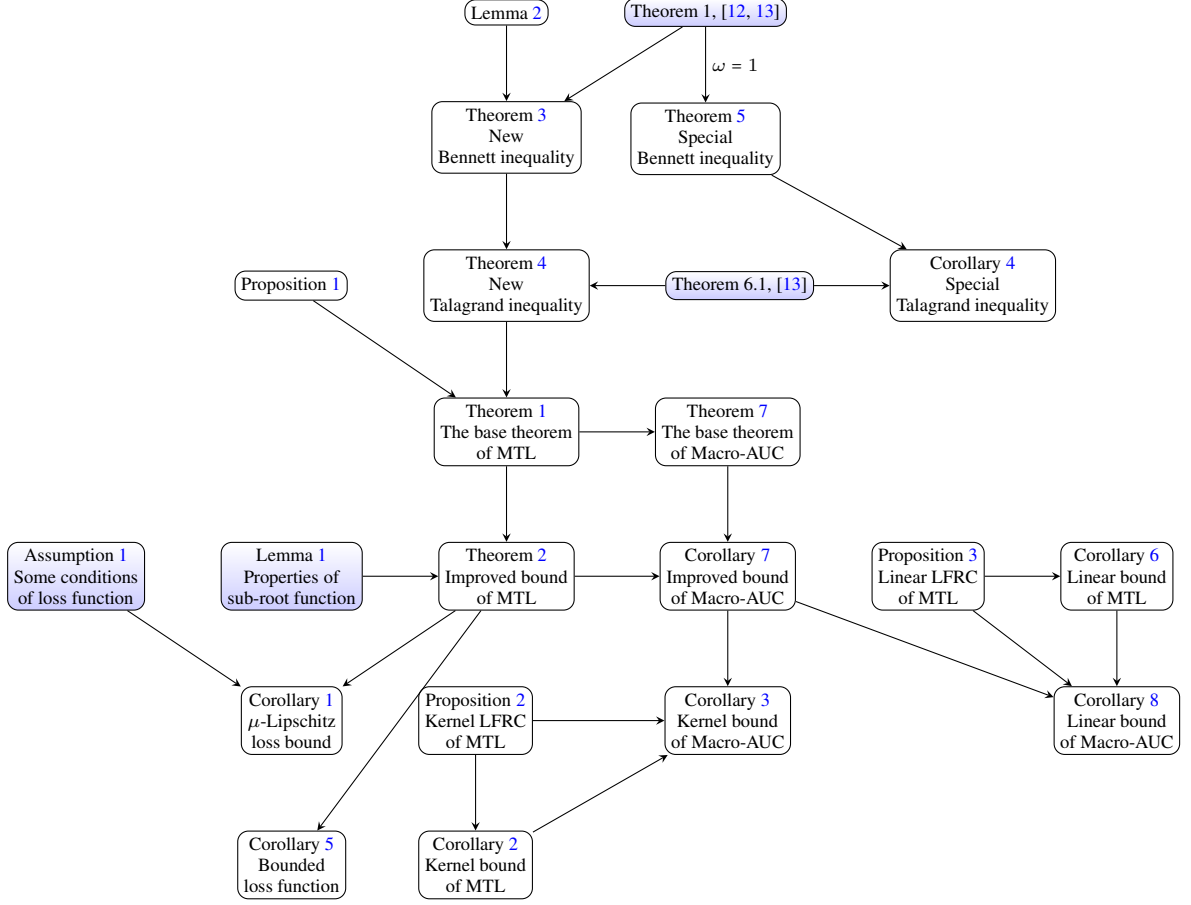 Lemma 2
Theorem 1, [12, 13]
ω = 1
Theorem 3
New
Bennett inequality
Theorem 5
Special
Bennett inequality
Proposition 1
Theorem 4
New
Talagrand inequality
Theorem 6.1, [13]
Corollary 4
Special
Talagrand inequality
Theorem 1
The base theorem
of MTL
Theorem 7
The base theorem
of Macro-AUC
Assumption 1
Some conditions
of loss function
Lemma 1
Properties of
sub-root function
Theorem 2
Improved bound
of MTL
Corollary 7
Improved bound
of Macro-AUC
Proposition 3
Linear LFRC
of MTL
Corollary 6
Linear bound
of MTL
Corollary 1
μ-Lipschitz
loss bound
Proposition 2
Kernel LFRC
of MTL
Corollary 3
Kernel bound
of Macro-AUC
Corollary 8
Linear bound
of Macro-AUC
Corollary 5
Bounded
loss function
Corollary 2
Kernel bound
of MTL